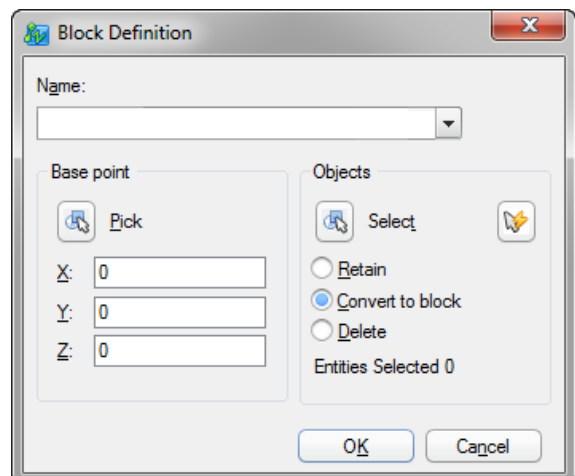 Block Definition
Name:
Base point
Pick
X: 0
Y: 0
Z: 0
Objects
Select
Retain
Convert to block
Delete
Entities Selected 0
OK
Cancel